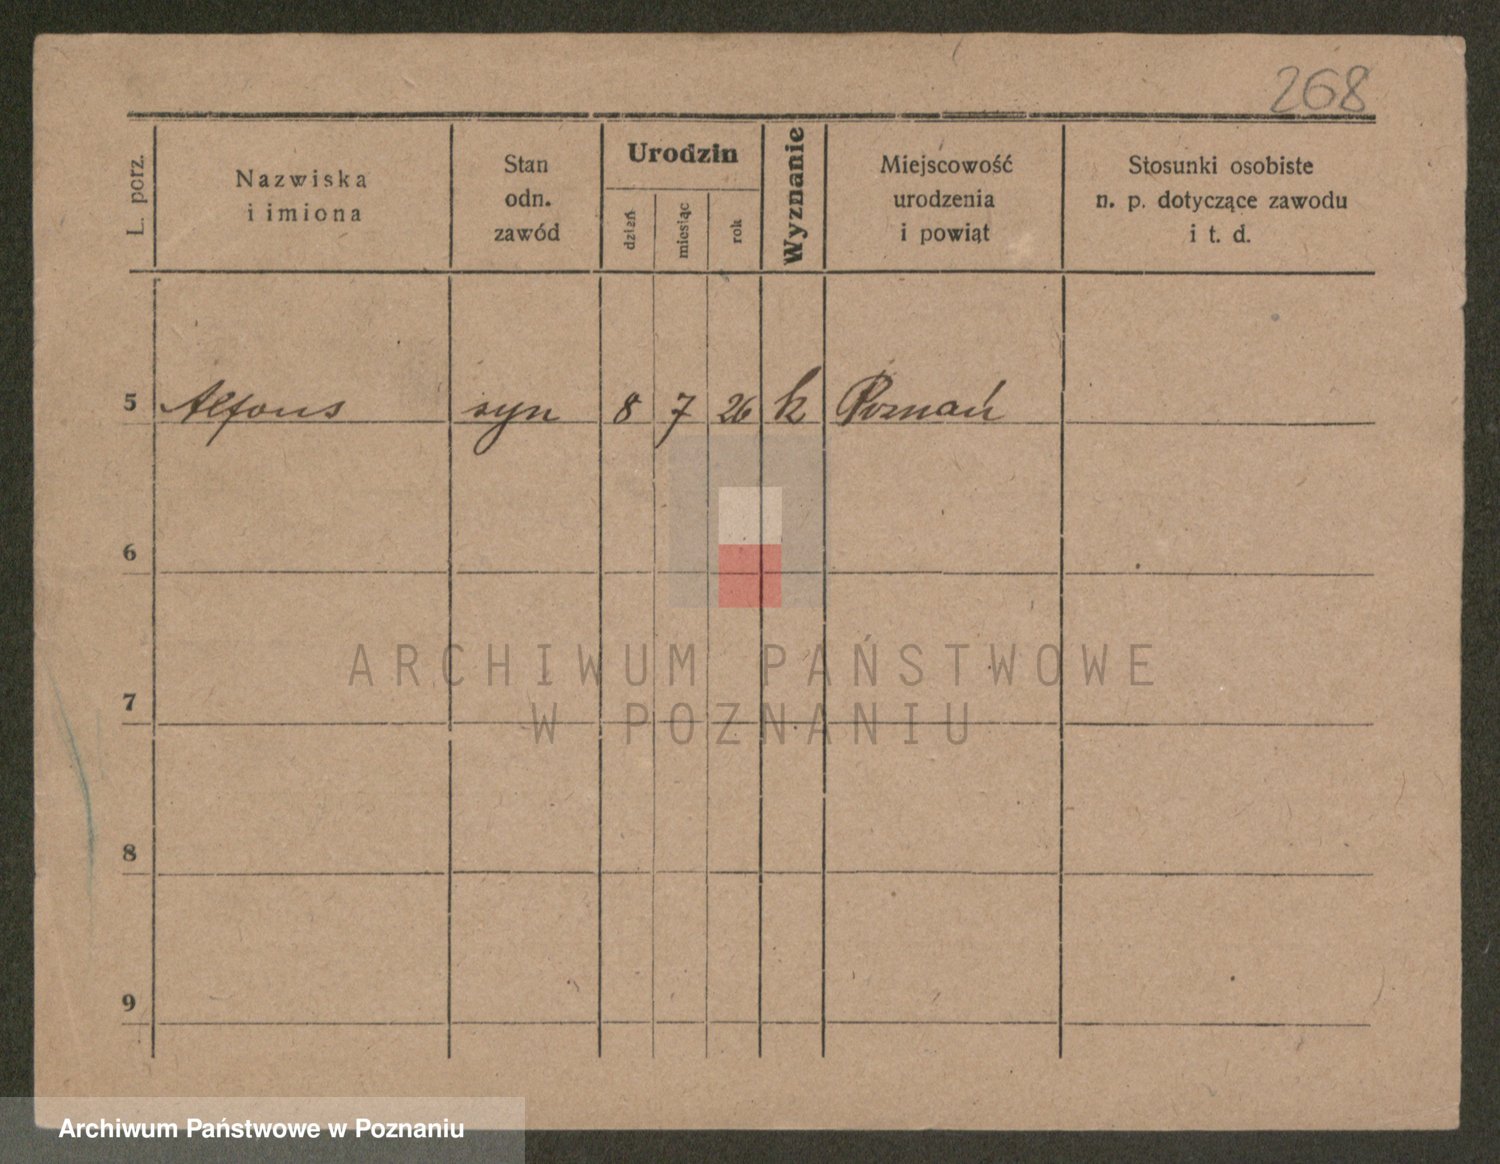 268
L. porz.
Nazwiska
i imiona
Stan
odn.
zawód
Urodzin
dzień
miesiąc
rok
Wyznanie
Miejscowość
urodzenia
i powiąt
Stosunki osobiste
n. p. dotyczące zawodu
i t. d.
5 Alfons syn 8 7 26 k Poznań
6
7
8
9
ARCHIWUM PAŃSTWOWE
W POZNANIU
Archiwum Państwowe w Poznaniu